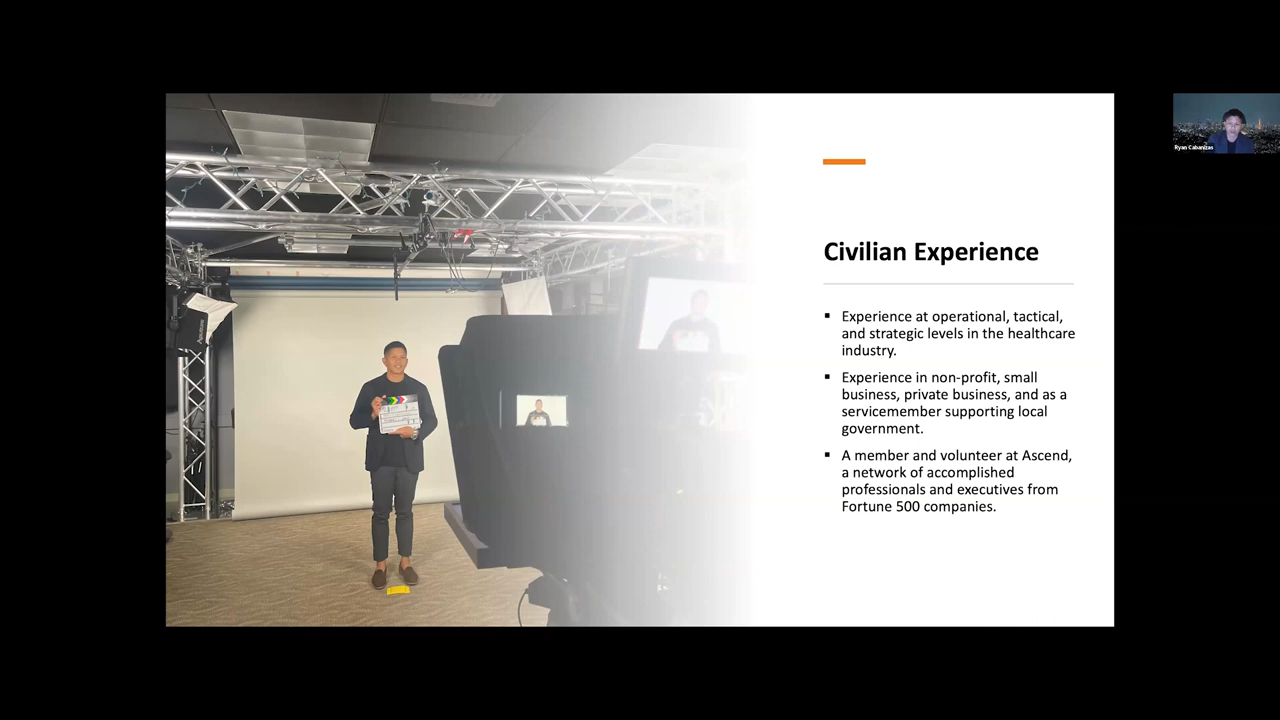 Civilian Experience
▪ Experience at operational, tactical,
and strategic levels in the healthcare
industry.
▪ Experience in non-profit, small
business, private business, and as a
servicemember supporting local
government.
▪ A member and volunteer at Ascend,
a network of accomplished
professionals and executives from
Fortune 500 companies.
Ryan Cabanizas